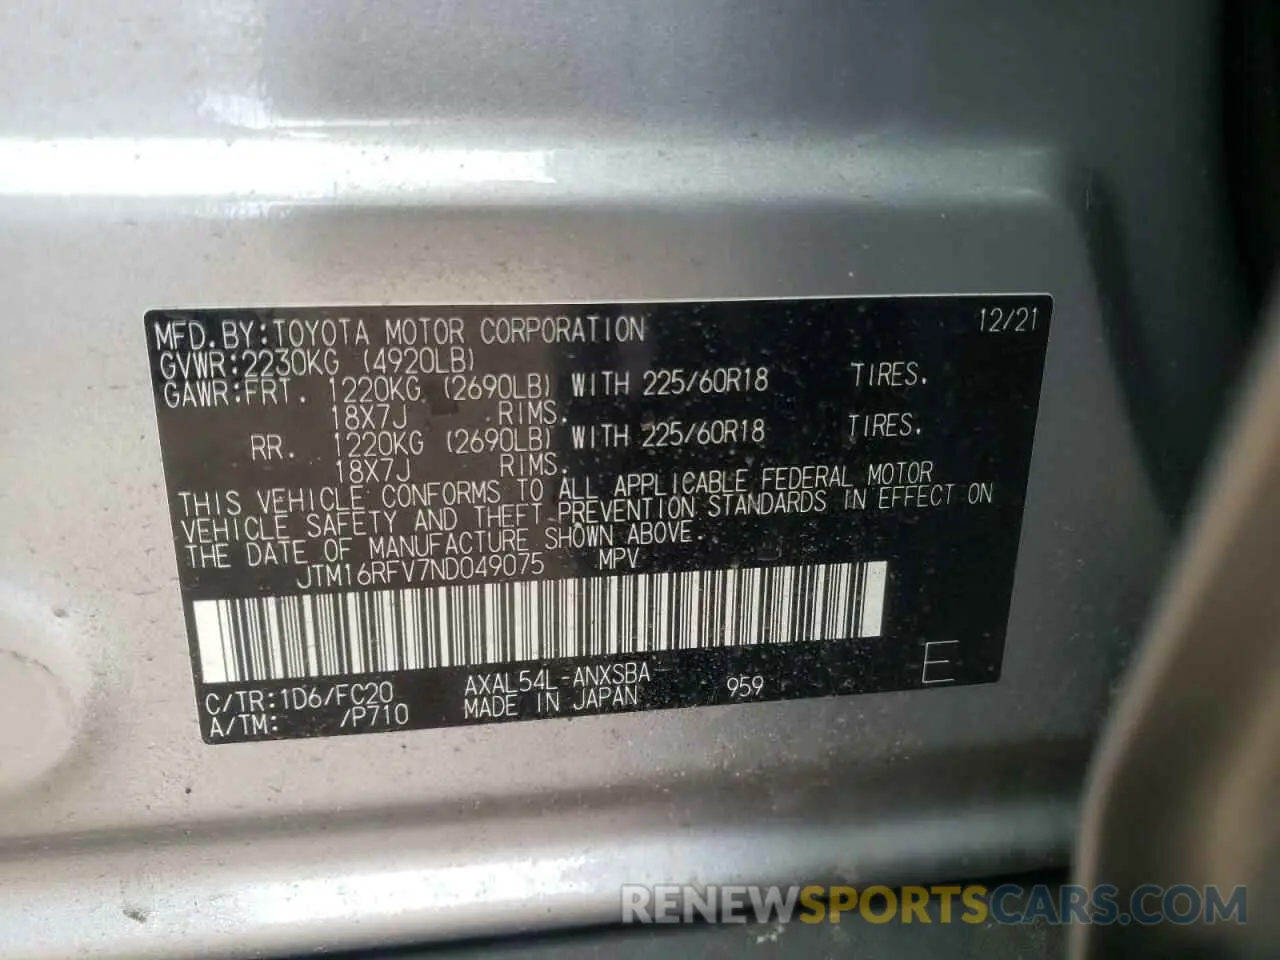 MFD.BY:TOYOTA MOTOR CORPORATION 12/21
GVWR:2230KG (4920LB)
GAWR:FRT. 1220KG (2690LB) WITH 225/60R18 TIRES.
18X7J RIMS.
RR. 1220KG (2690LB) WITH 225/60R18 TIRES.
18X7J RIMS.
THIS VEHICLE CONFORMS TO ALL APPLICABLE FEDERAL MOTOR
VEHICLE SAFETY AND THEFT PREVENTION STANDARDS IN EFFECT ON
THE DATE OF MANUFACTURE SHOWN ABOVE.
JTM16RFV7ND049075 MPV
E
C/TR:1D6/FC20 AXAL54L-ANXSBA 959
A/TM: /P710 MADE IN JAPAN
RENEWSPORTSCARS.COM